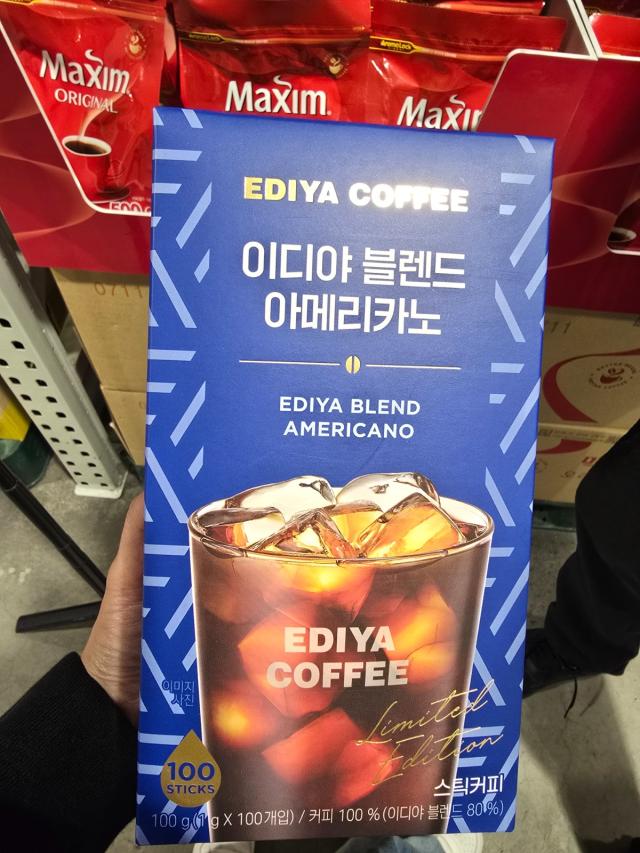 Maxim
ORIGINAL
Maxim
Maxim
EDIYA COFFEE
이디야 블렌드
아메리카노
EDIYA BLEND
AMERICANO
EDIYA
COFFEE
Limited
Edition
이미지
사진
100
STICKS
스틱커피
100 g(1 g X 100개입) / 커피 100 % (이디야 블렌드 80 %)